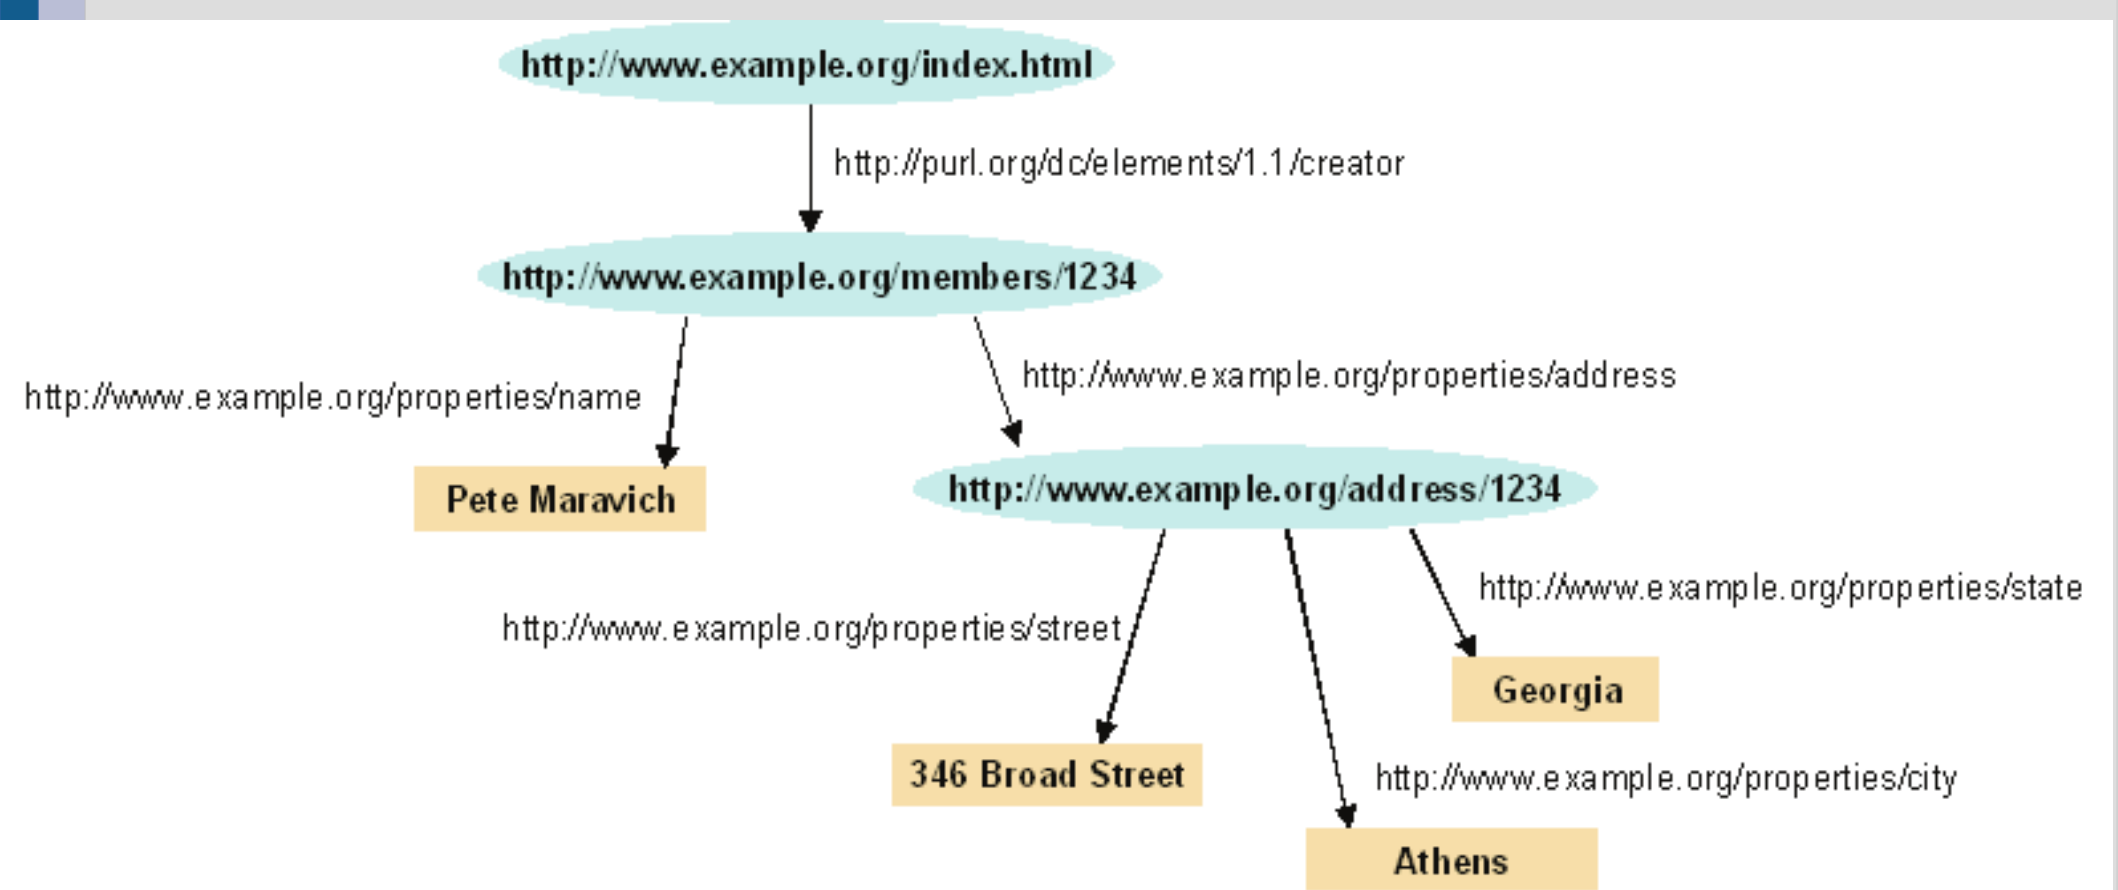 http://www.example.org/index.html
http://purl.org/dc/elements/1.1/creator
http://www.example.org/members/1234
http://www.example.org/properties/name
http://www.example.org/properties/address
Pete Maravich
http://www.example.org/address/1234
http://www.example.org/properties/street
http://www.example.org/properties/state
Georgia
346 Broad Street
http://www.example.org/properties/city
Athens